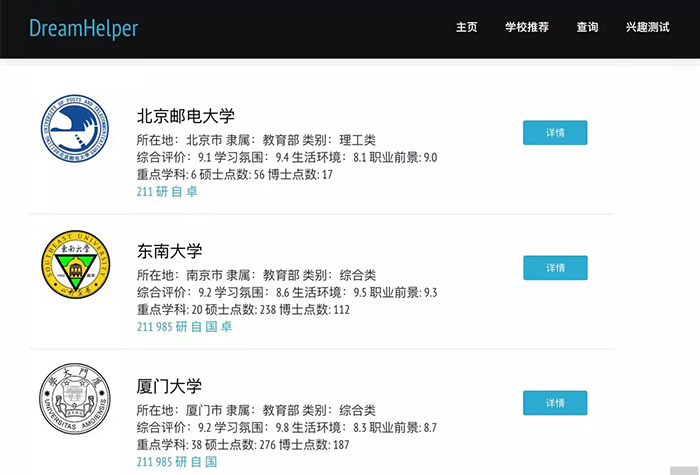 DreamHelper 主页 学校推荐 查询 兴趣测试
北京邮电大学
详情
所在地：北京市 隶属：教育部 类别：理工类
综合评价：9.1 学习氛围：9.4 生活环境：8.1 职业前景: 9.0
重点学科: 6 硕士点数: 56 博士点数: 17
211 研 自 卓
东南大学
详情
所在地：南京市 隶属：教育部 类别：综合类
综合评价：9.2 学习氛围：8.6 生活环境：9.5 职业前景: 9.3
重点学科: 20 硕士点数: 238 博士点数: 112
211 985 研 自 国 卓
SOUTHEAST UNIVERSITY
厦门大学
详情
所在地：厦门市 隶属：教育部 类别：综合类
综合评价：9.2 学习氛围：9.8 生活环境：8.3 职业前景: 8.7
重点学科: 38 硕士点数: 276 博士点数: 187
211 985 研 自 国
學大門厦
UNIVERSITAS AMOIENSIS